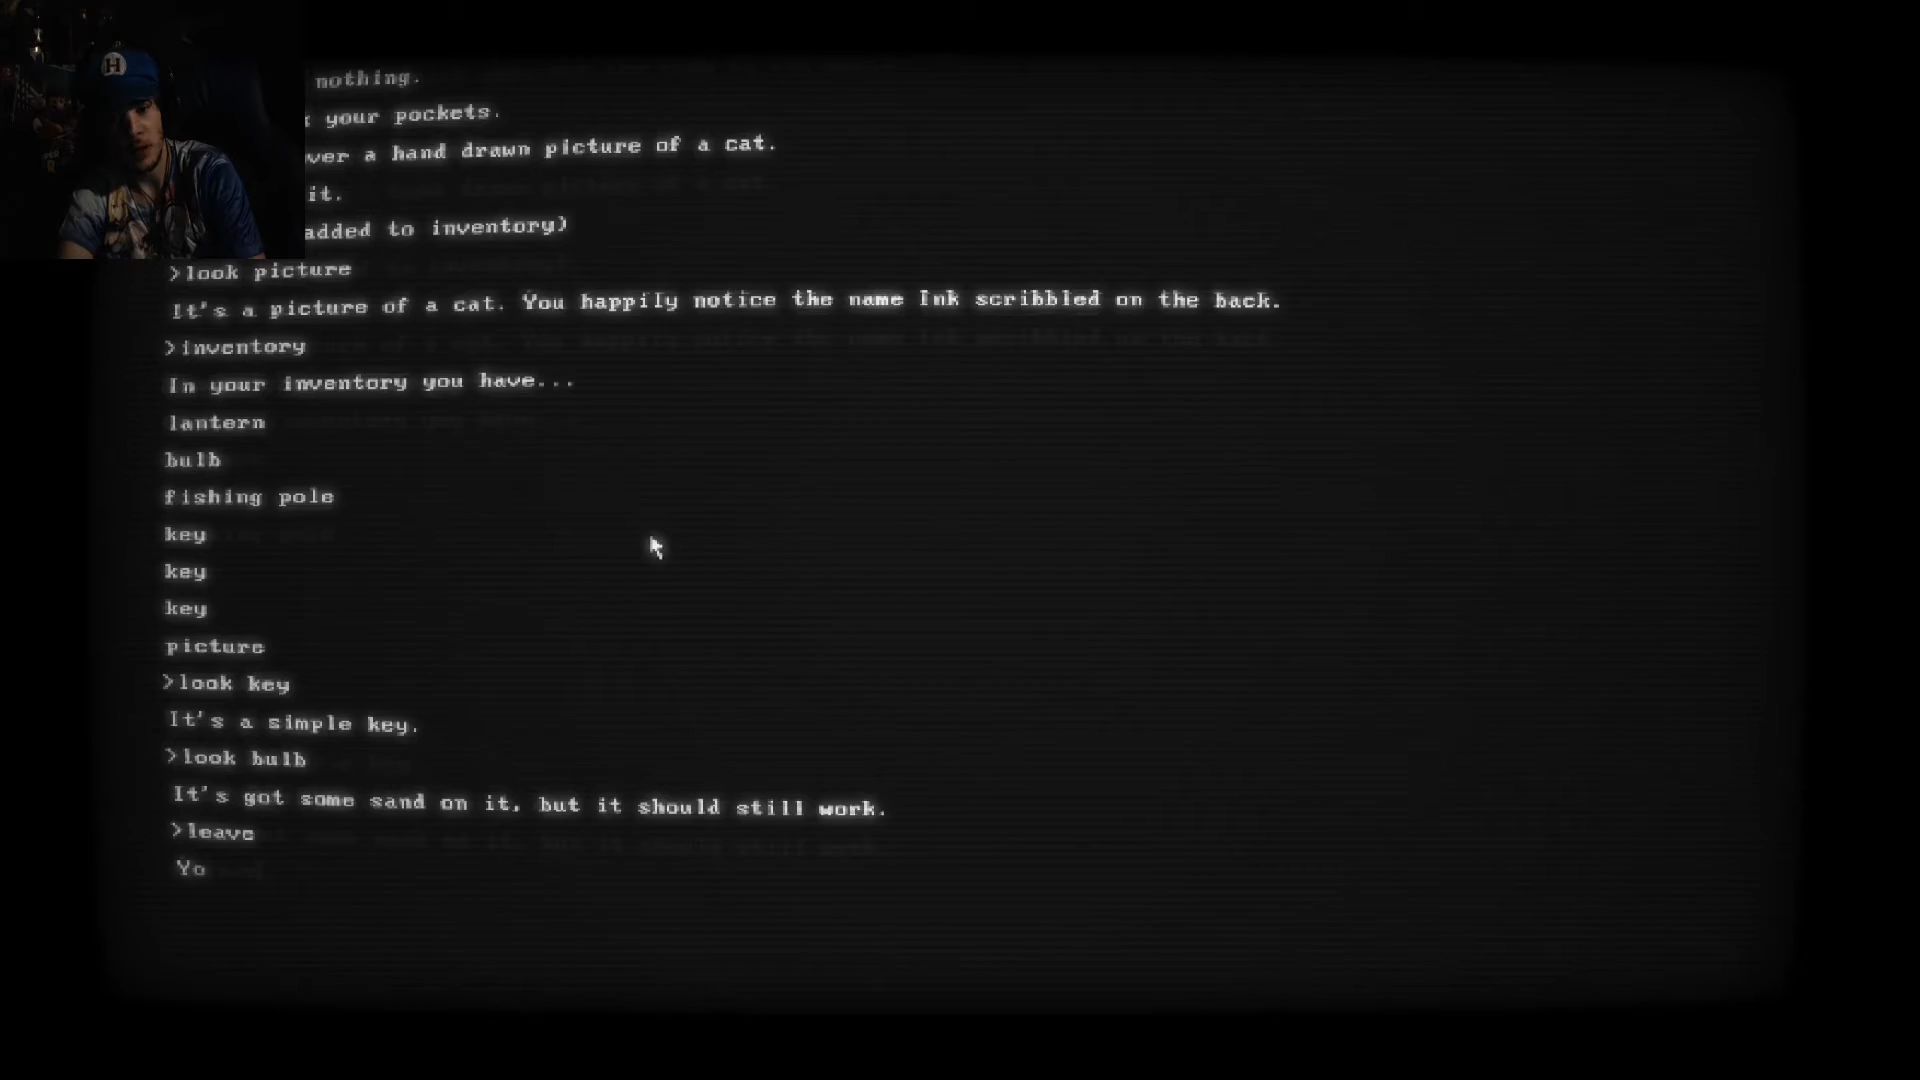 H
nothing.
your pockets.
ver a hand drawn picture of a cat.
it.
added to inventory)
>look picture
It's a picture of a cat. You happily notice the name Ink scribbled on the back.
>inventory
In your inventory you have...
lantern
bulb
fishing pole
key
key
key
picture
>look key
It's a simple key.
>look bulb
It's got some sand on it, but it should still work.
>leave
Yo